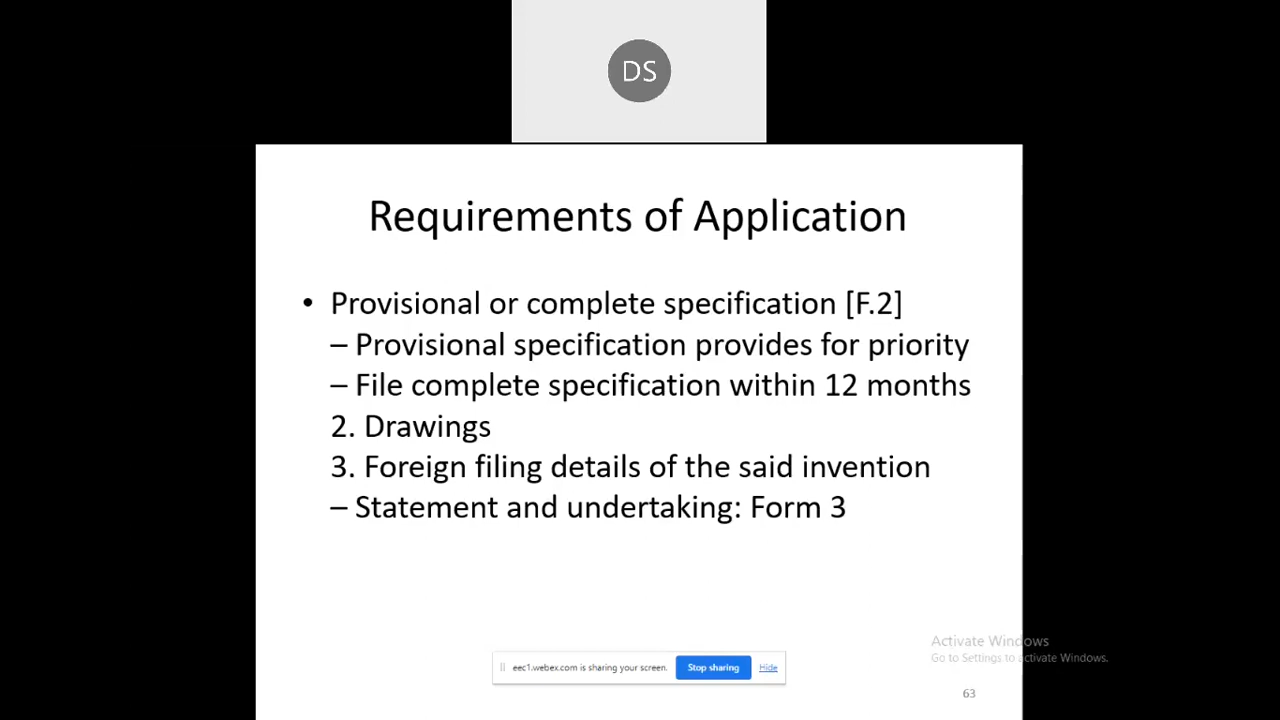 DS
Requirements of Application
• Provisional or complete specification [F.2]
– Provisional specification provides for priority
– File complete specification within 12 months
2. Drawings
3. Foreign filing details of the said invention
– Statement and undertaking: Form 3
Activate Windows
Go to Settings to activate Windows.
eec1.webex.com is sharing your screen. Stop sharing Hide
63